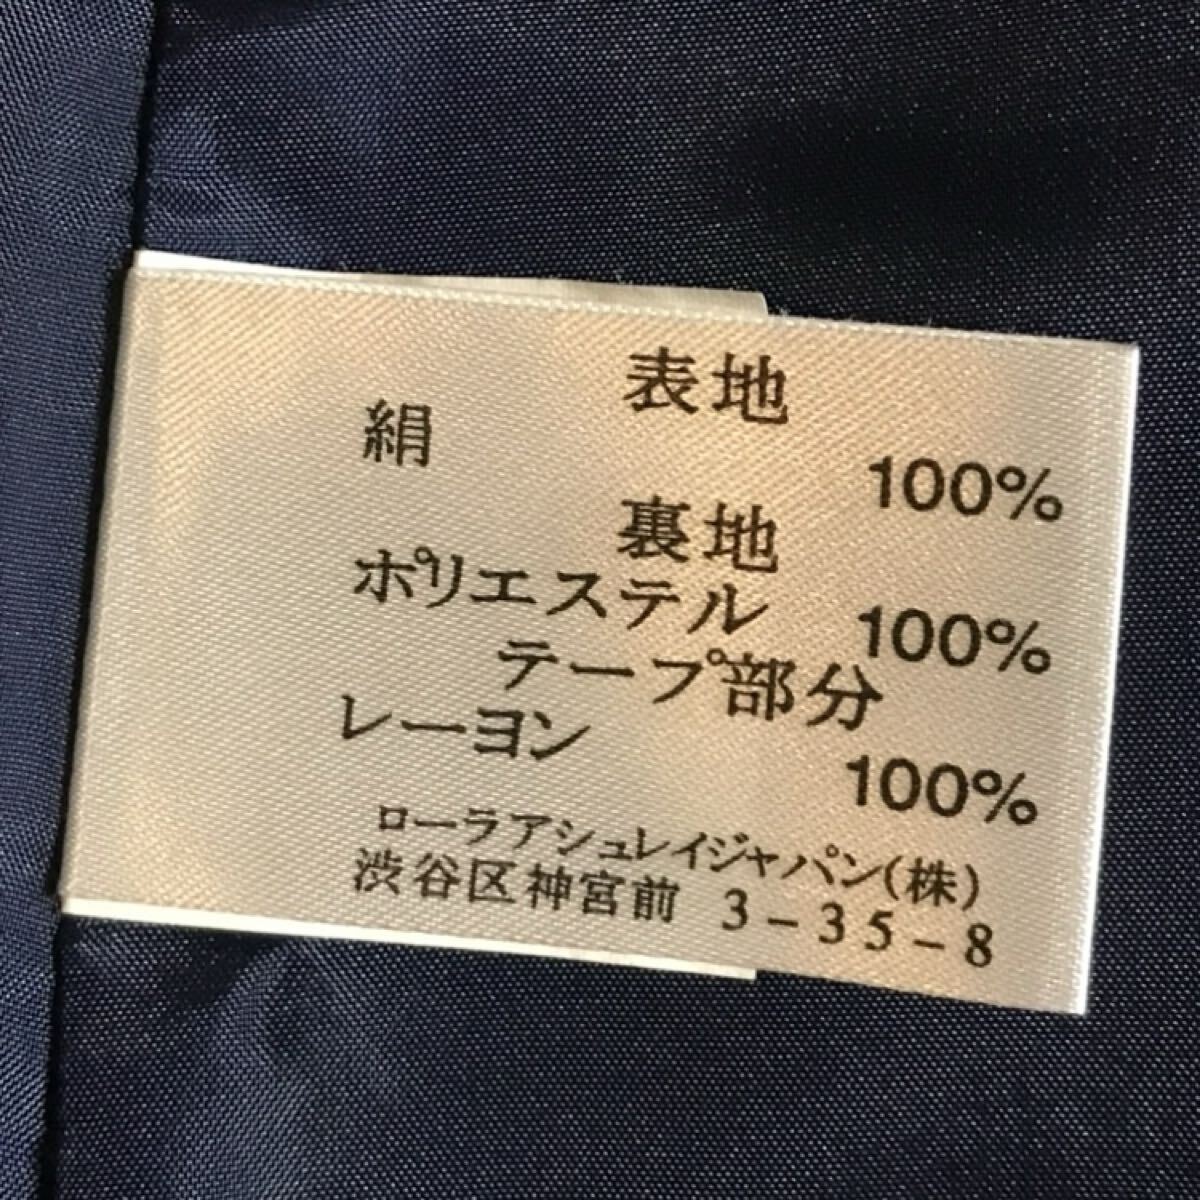 表地
絹 100%
裏地
ポリエステル 100%
テープ部分
レーヨン 100%
ローラアシュレイジャパン(株)
渋谷区神宮前 3-35-8